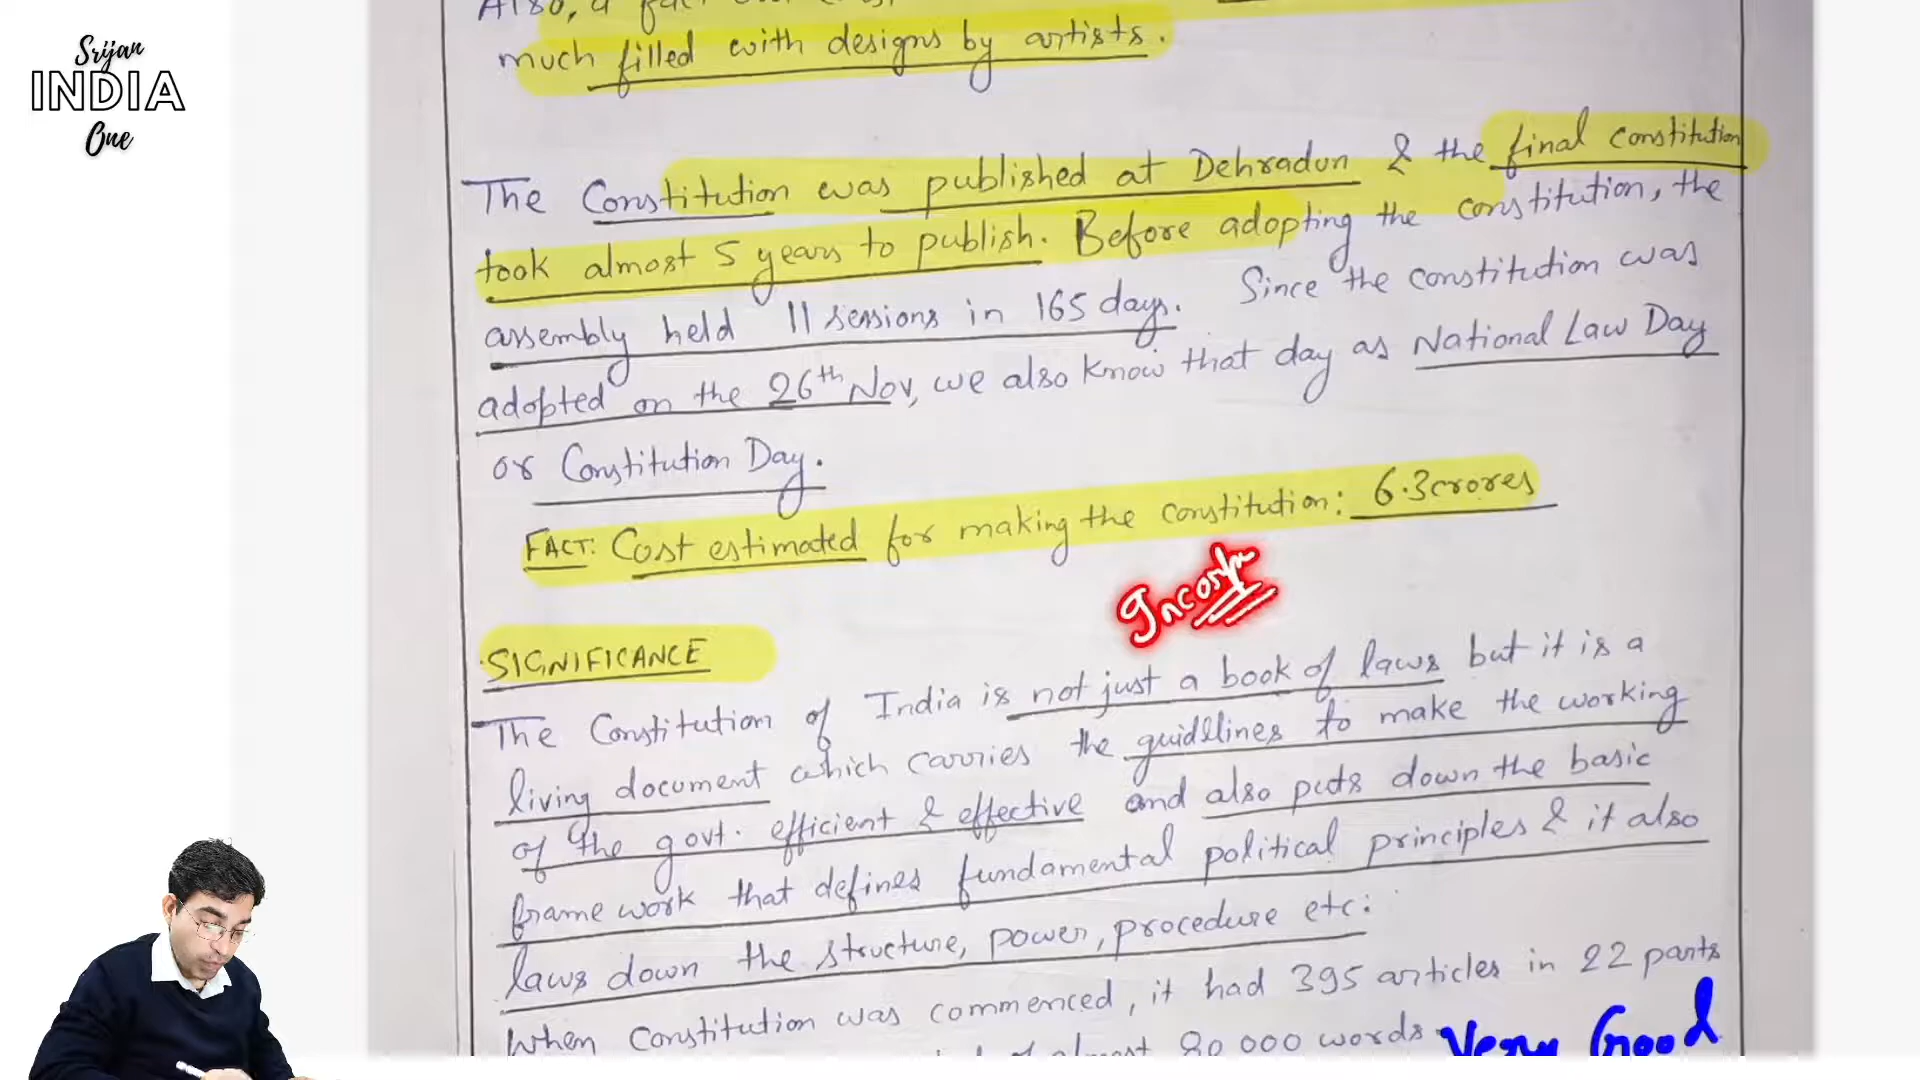 Srijan
INDIA
One
Also, a fact
much filled with designs by artists.
The Constitution was published at Dehradun & the final constitution
took almost 5 years to publish. Before adopting the constitution, the
assembly held 11 sessions in 165 days. Since the constitution was
adopted on the 26th Nov, we also know that day as National Law Day
or Constitution Day.
FACT: Cost estimated for making the constitution: 6.3crores
SIGNIFICANCE
The Constitution of India is not just a book of laws but it is a
living document which carries the guidlines to make the working
of the govt. efficient & effective and also puts down the basic
frame work that defines fundamental political principles & it also
laws down the structure, power, procedure etc:
When Constitution was commenced, it had 395 articles in 22 parts
of almost 80 000 words
Very Good